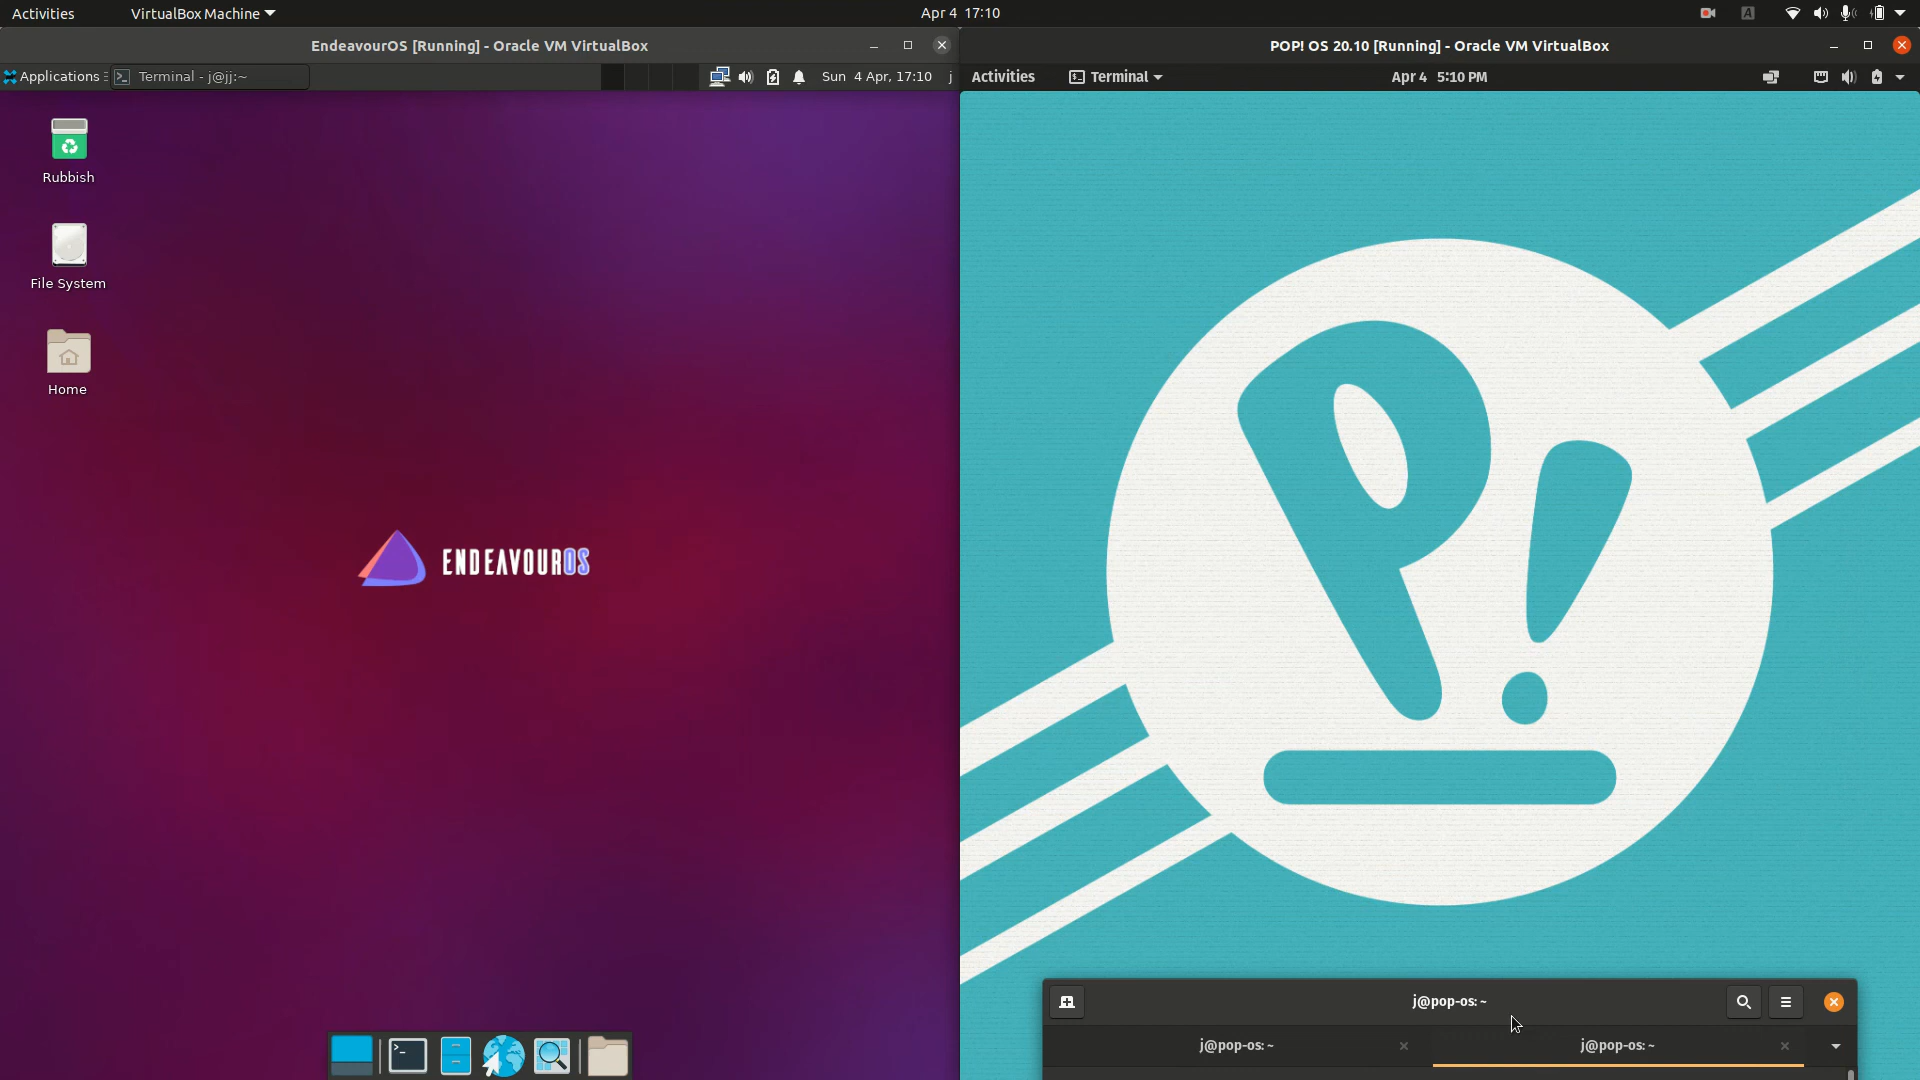 Activities
VirtualBox Machine
Apr 4 17:10
A
EndeavourOS [Running] - Oracle VM VirtualBox
POP! OS 20.10 [Running] - Oracle VM VirtualBox
Applications
Terminal - j@jj:~
Sun 4 Apr, 17:10
j
Activities
Terminal
Apr 4 5:10 PM
Rubbish
File System
Home
ENDEAVOUROS
P!
j@pop-os: ~
j@pop-os: ~
j@pop-os: ~